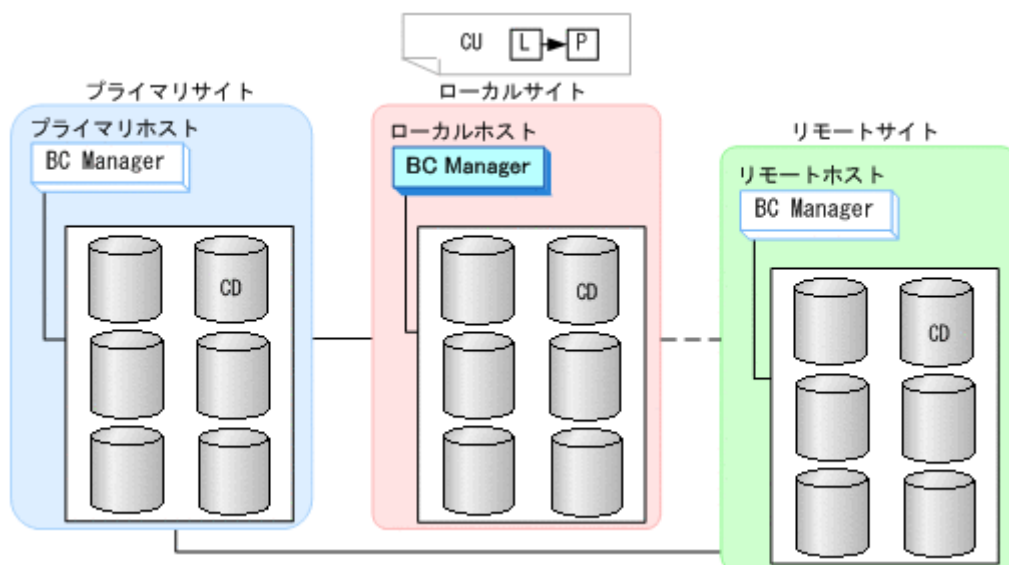 CU L P
プライマリサイト
プライマリホスト
BC Manager
CD
ローカルサイト
ローカルホスト
BC Manager
CD
リモートサイト
リモートホスト
BC Manager
CD